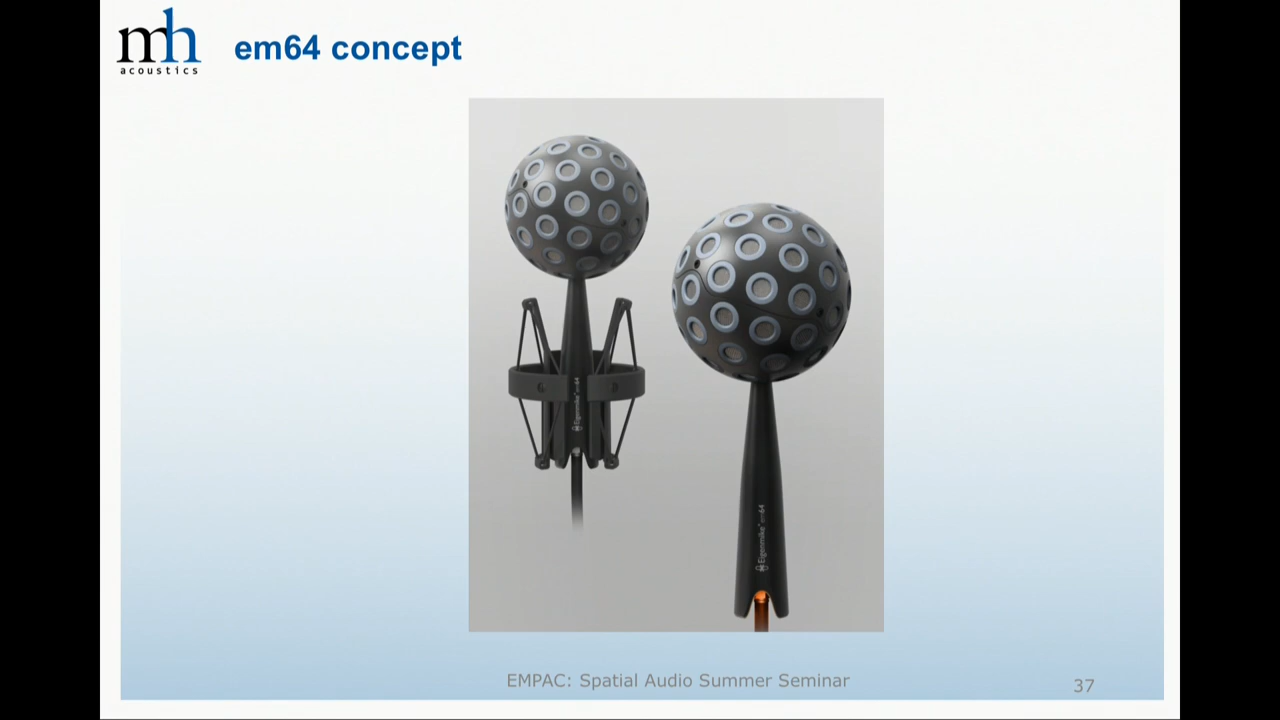 mh
acoustics
em64 concept
Eigenmike em64
Eigenmike® em64
EMPAC: Spatial Audio Summer Seminar
37